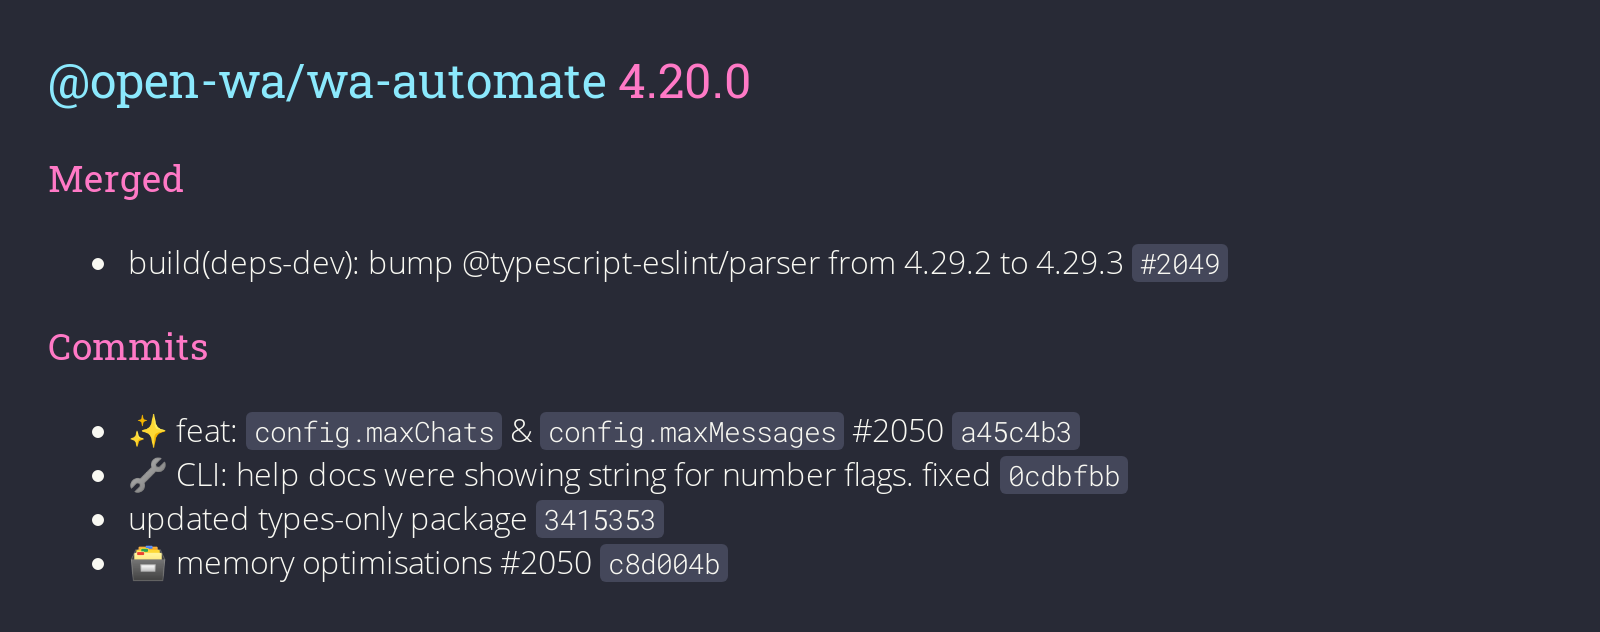 @open-wa/wa-automate 4.20.0
Merged
build(deps-dev): bump @typescript-eslint/parser from 4.29.2 to 4.29.3 #2049
Commits
✨ feat: config.maxChats & config.maxMessages #2050 a45c4b3
🔧 CLI: help docs were showing string for number flags. fixed 0cdbfbb
updated types-only package 3415353
🗃 memory optimisations #2050 c8d004b